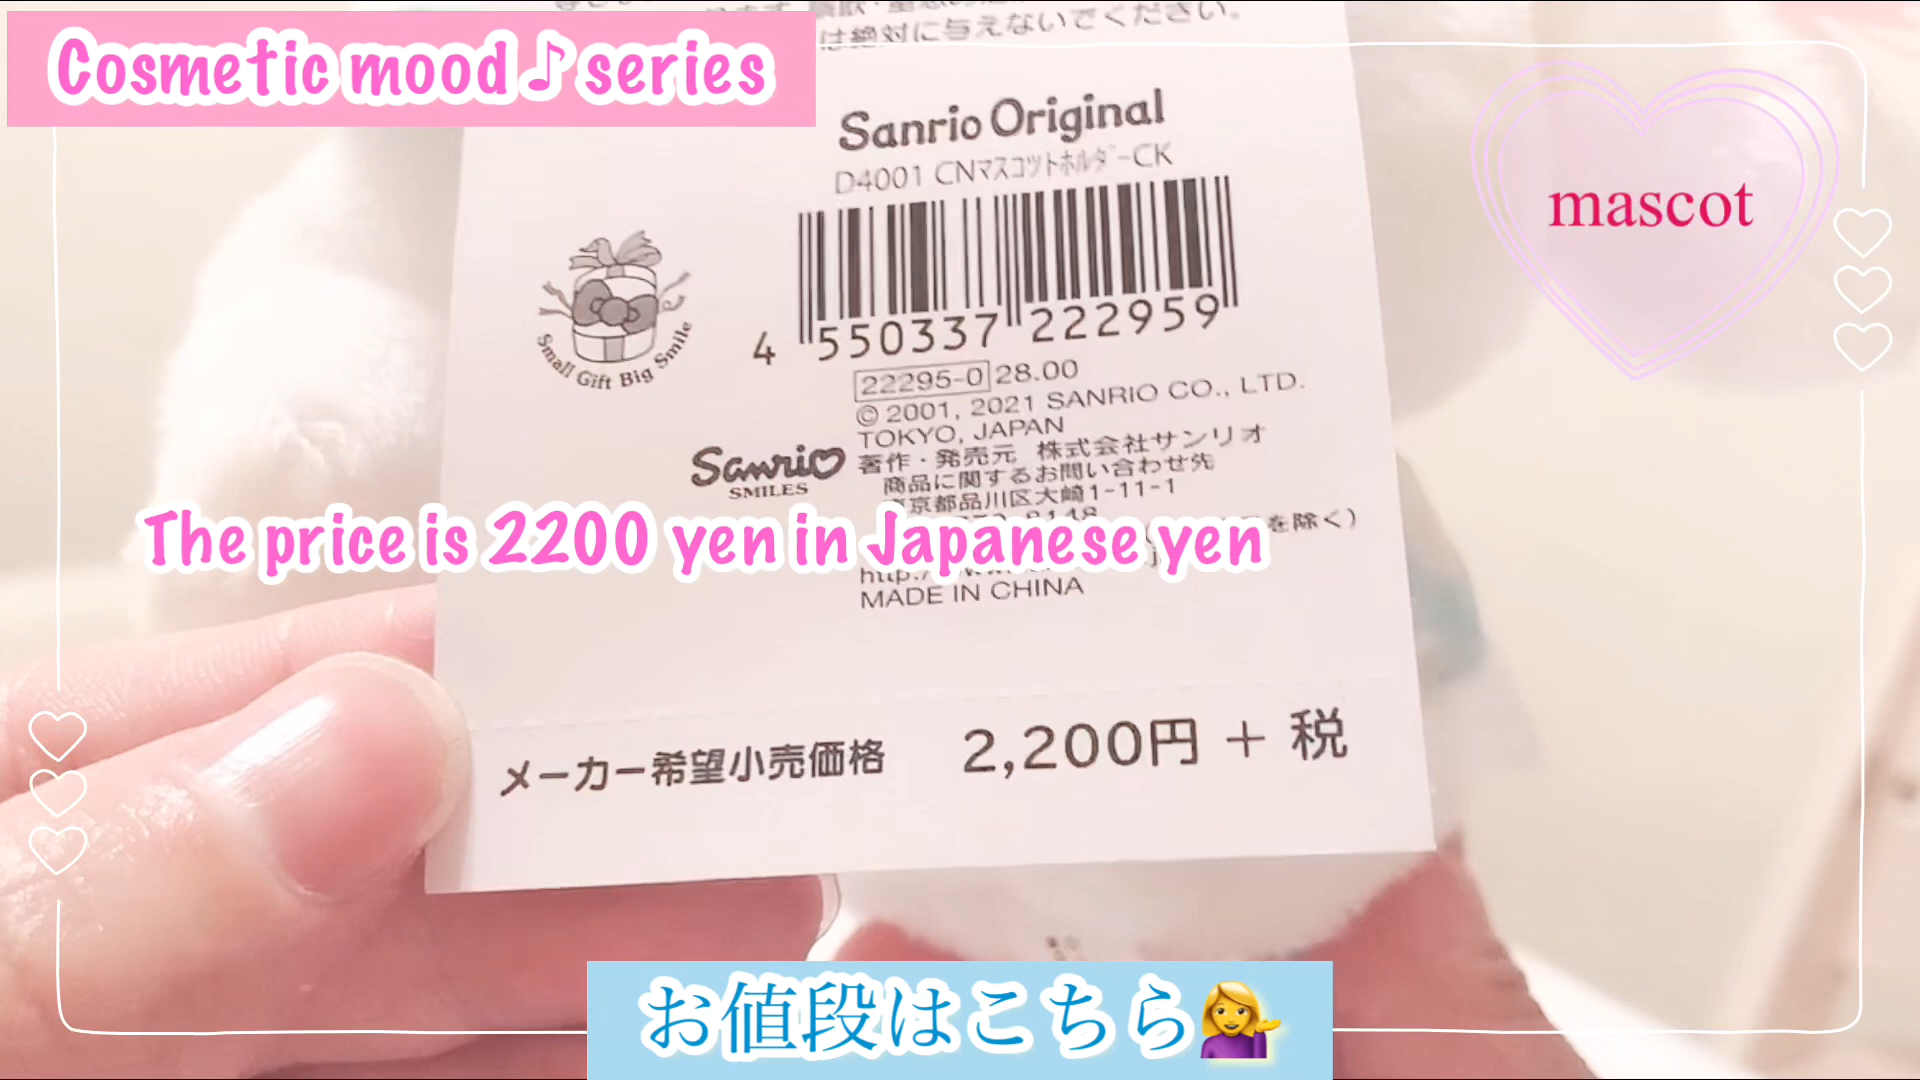 Cosmetic mood♪series
は絶対に与えないでください。
Sanrio Original
D4001 CNマスコットホルダｰCK
mascot
4 550337 222959
Small Gift Big Smile
22295-0 28.00
© 2001, 2021 SANRIO CO., LTD.
TOKYO, JAPAN
Sanrio
SMILES
著作・発売元 株式会社サンリオ
商品に関するお問い合わせ先
京都品川区大崎1-11-1
を除く）
The price is 2200 yen in Japanese yen
MADE IN CHINA
メーカー希望小売価格 2,200円 + 税
お値段はこちら💁‍♀️